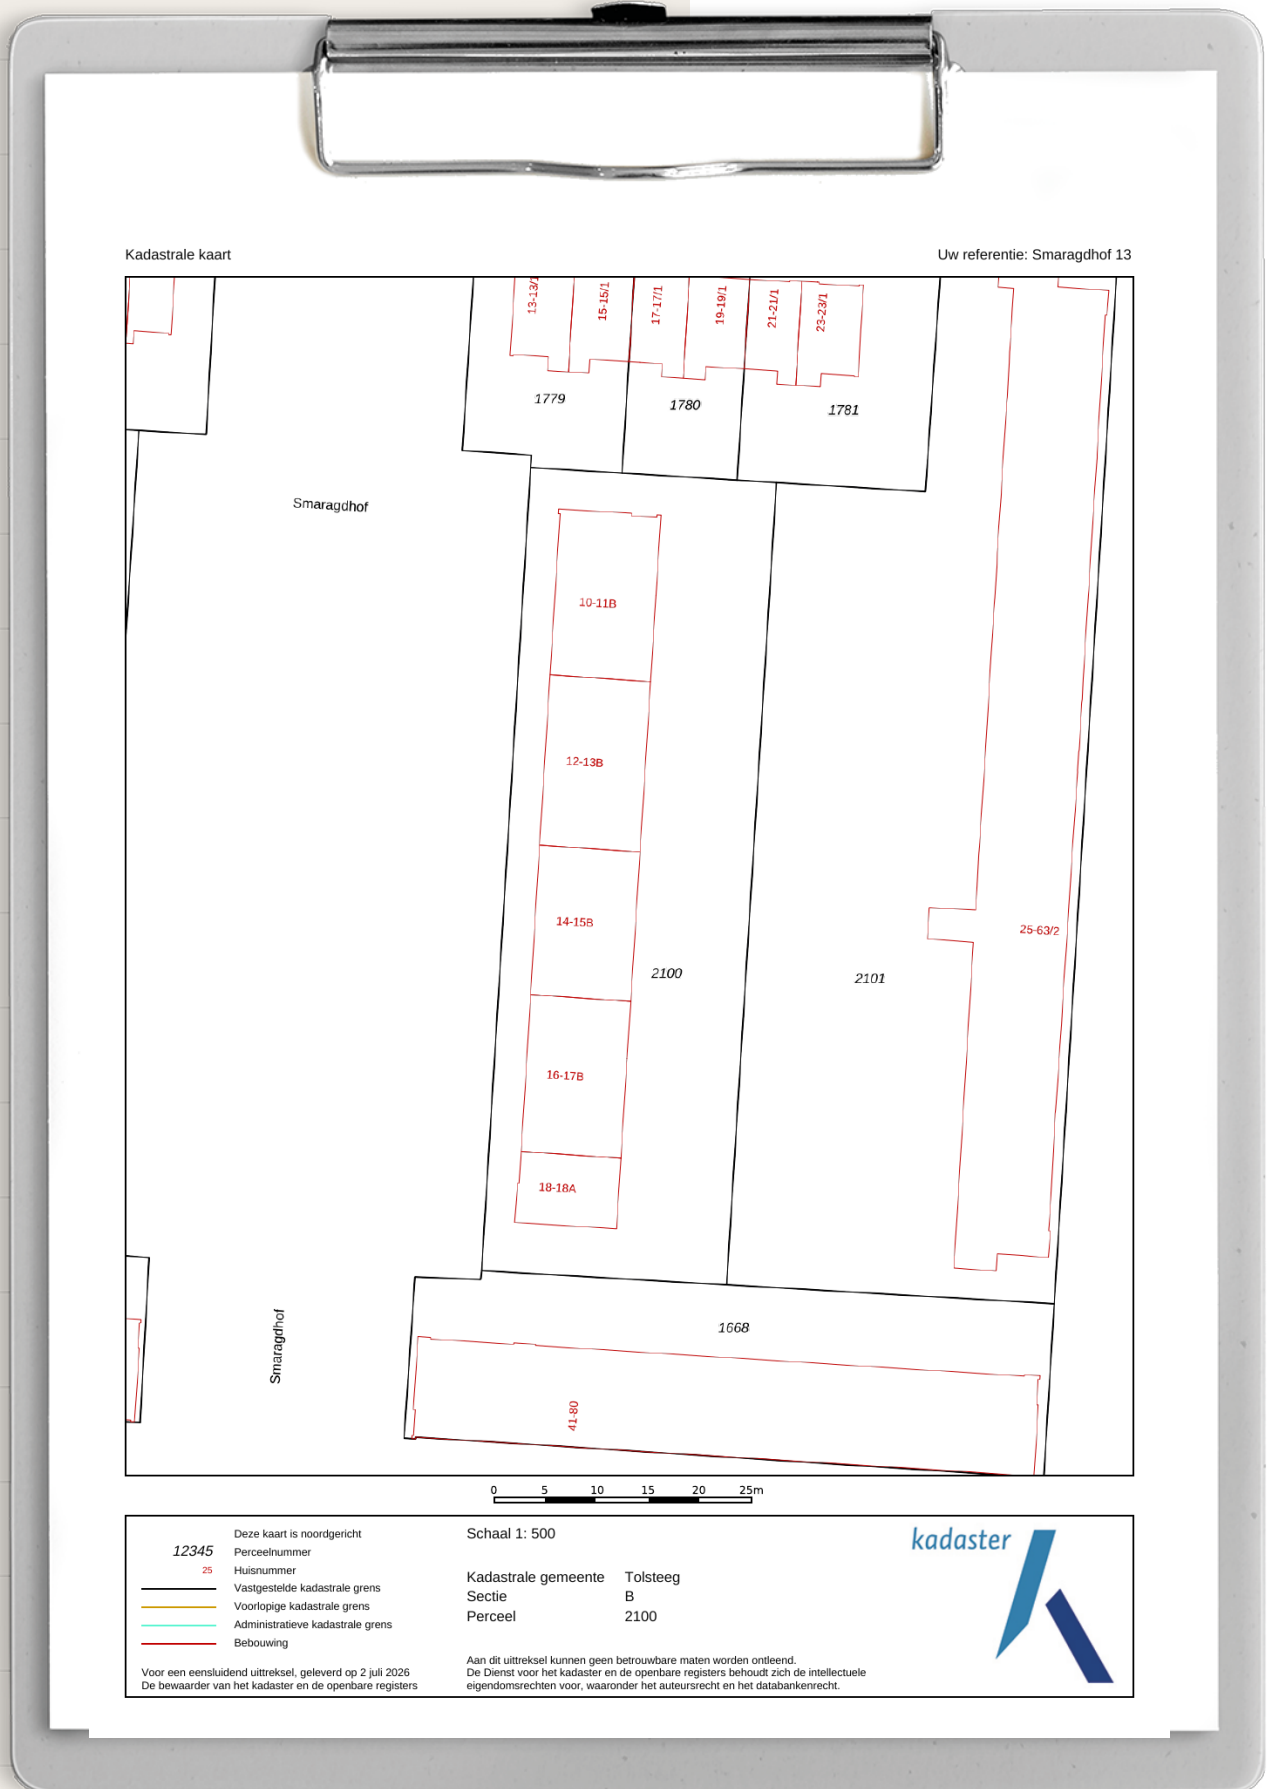 Kadastrale kaart
Uw referentie: Smaragdhof 13
13-13/1
15-15/1
17-17/1
19-19/1
21-21/1
23-23/1
1779
1780
1781
Smaragdhof
10-11B
12-13B
14-15B
25-63/2
2100
2101
16-17B
18-18A
Smaragdhof
1668
41-80
0 5 10 15 20 25m
Deze kaart is noordgericht
12345 Perceelnummer
25 Huisnummer
Vastgestelde kadastrale grens
Voorlopige kadastrale grens
Administratieve kadastrale grens
Bebouwing
Voor een eensluidend uittreksel, geleverd op 2 juli 2026
De bewaarder van het kadaster en de openbare registers
Schaal 1: 500
Kadastrale gemeente Tolsteeg
Sectie B
Perceel 2100
Aan dit uittreksel kunnen geen betrouwbare maten worden ontleend.
De Dienst voor het kadaster en de openbare registers behoudt zich de intellectuele
eigendomsrechten voor, waaronder het auteursrecht en het databankenrecht.
kadaster